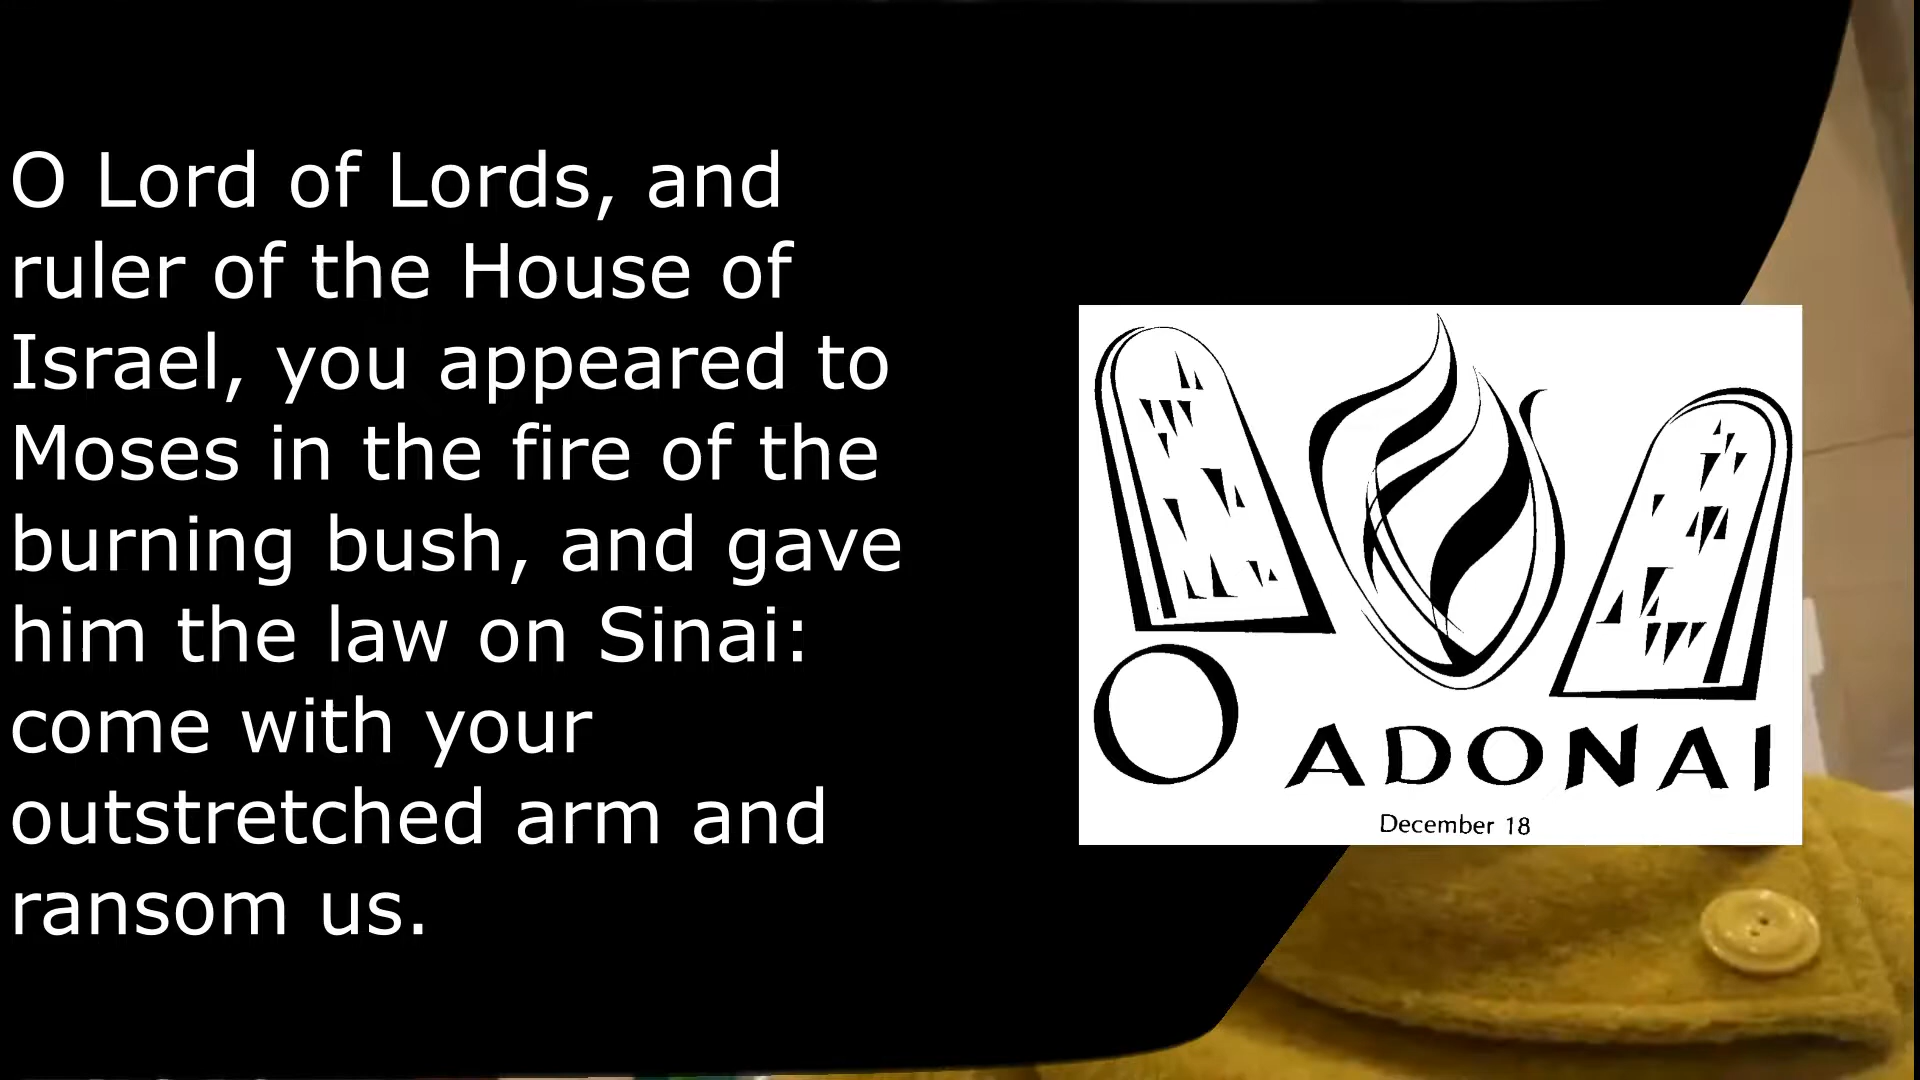 O Lord of Lords, and
ruler of the House of
Israel, you appeared to
Moses in the fire of the
burning bush, and gave
him the law on Sinai:
come with your
outstretched arm and
ransom us.
O ADONAI
December 18